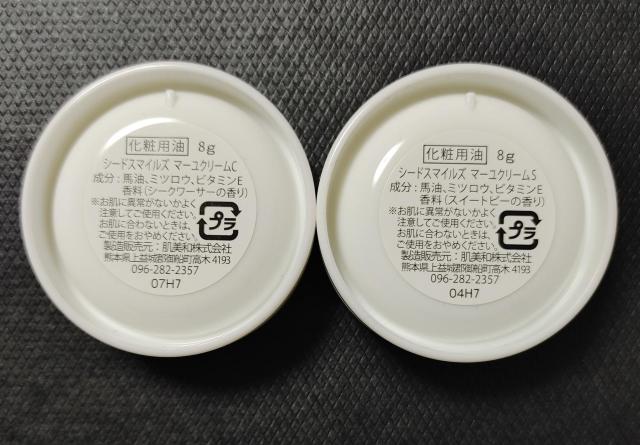 化粧用油 8g
シードスマイルズ マーユクリームC
成分：馬油、ミツロウ、ビタミンE
香料（シークワーサーの香り）
※お肌に異常がないかよく
注意してご使用ください。
お肌に合わないときは、
ご使用をおやめください。
プラ
製造販売元：肌美和株式会社
熊本県上益城郡御船町高木 4193
096-282-2357
07H7
化粧用油 8g
シードスマイルズ マーユクリームS
成分：馬油、ミツロウ、ビタミンE
香料（スイートピーの香り）
※お肌に異常がないかよく
注意してご使用ください。
お肌に合わないときは、
ご使用をおやめください。
プラ
製造販売元：肌美和株式会社
熊本県上益城郡御船町高木 4193
096-282-2357
04H7